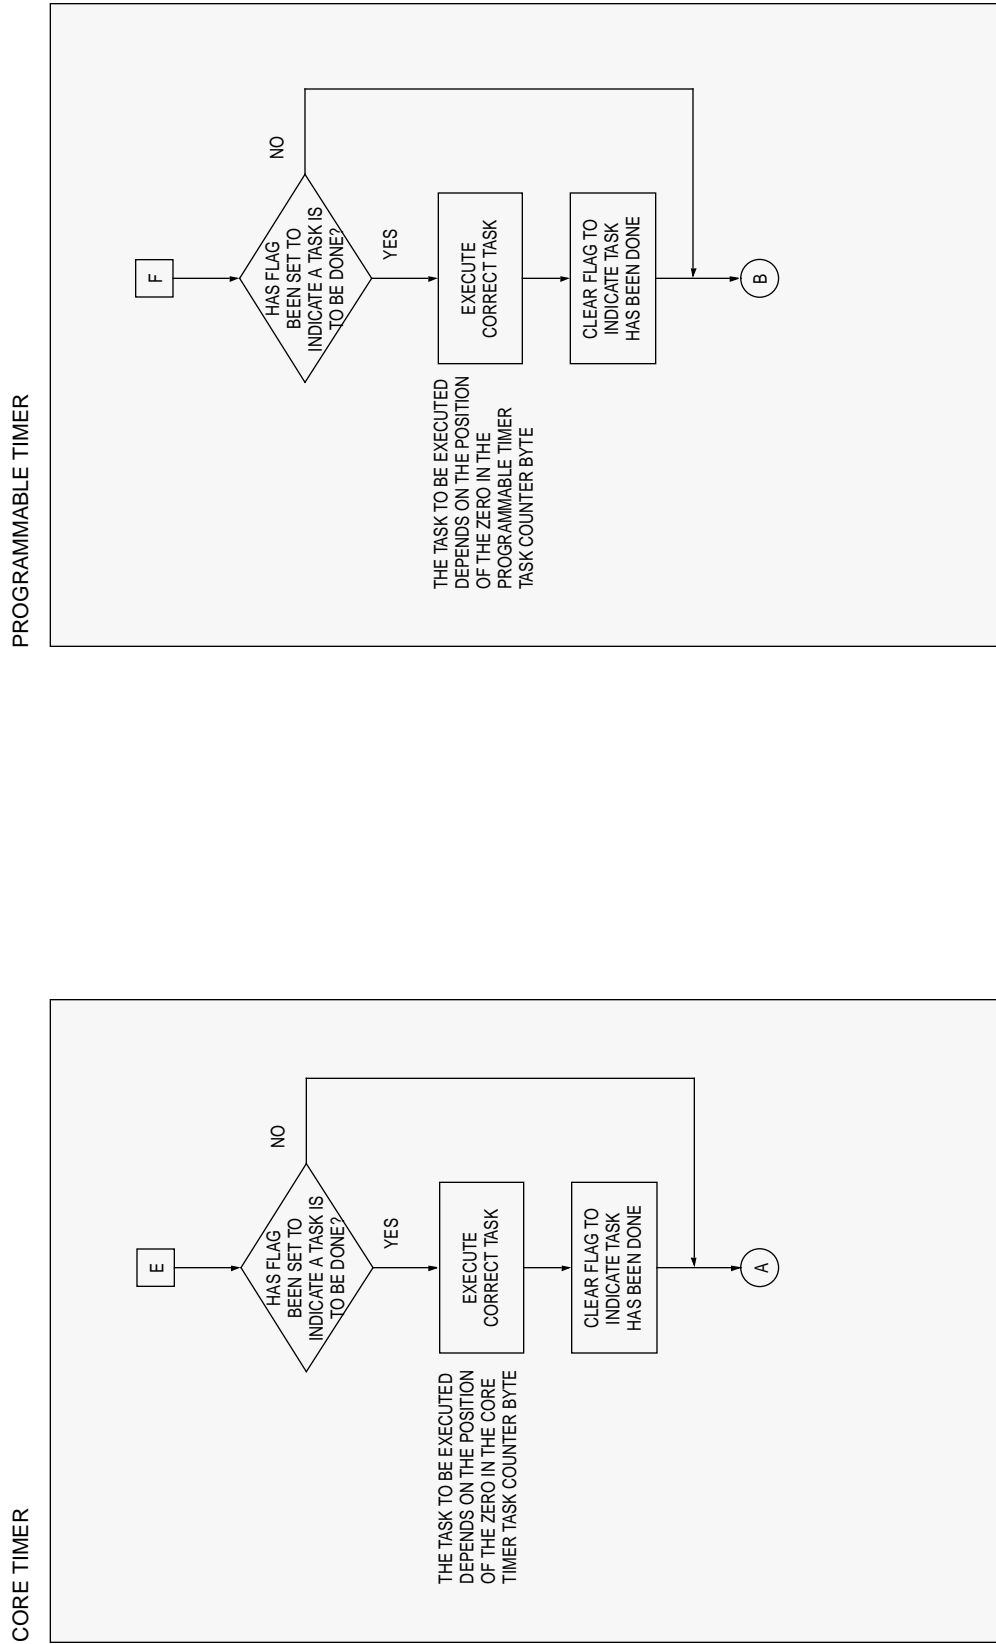 CORE TIMER
E
HAS FLAG
BEEN SET TO
INDICATE A TASK IS
TO BE DONE?
NO
YES
THE TASK TO BE EXECUTED
DEPENDS ON THE POSITION
OF THE ZERO IN THE CORE
TIMER TASK COUNTER BYTE
EXECUTE
CORRECT TASK
CLEAR FLAG TO
INDICATE TASK
HAS BEEN DONE
A
PROGRAMMABLE TIMER
F
HAS FLAG
BEEN SET TO
INDICATE A TASK IS
TO BE DONE?
NO
YES
THE TASK TO BE EXECUTED
DEPENDS ON THE POSITION
OF THE ZERO IN THE
PROGRAMMABLE TIMER
TASK COUNTER BYTE
EXECUTE
CORRECT TASK
CLEAR FLAG TO
INDICATE TASK
HAS BEEN DONE
B